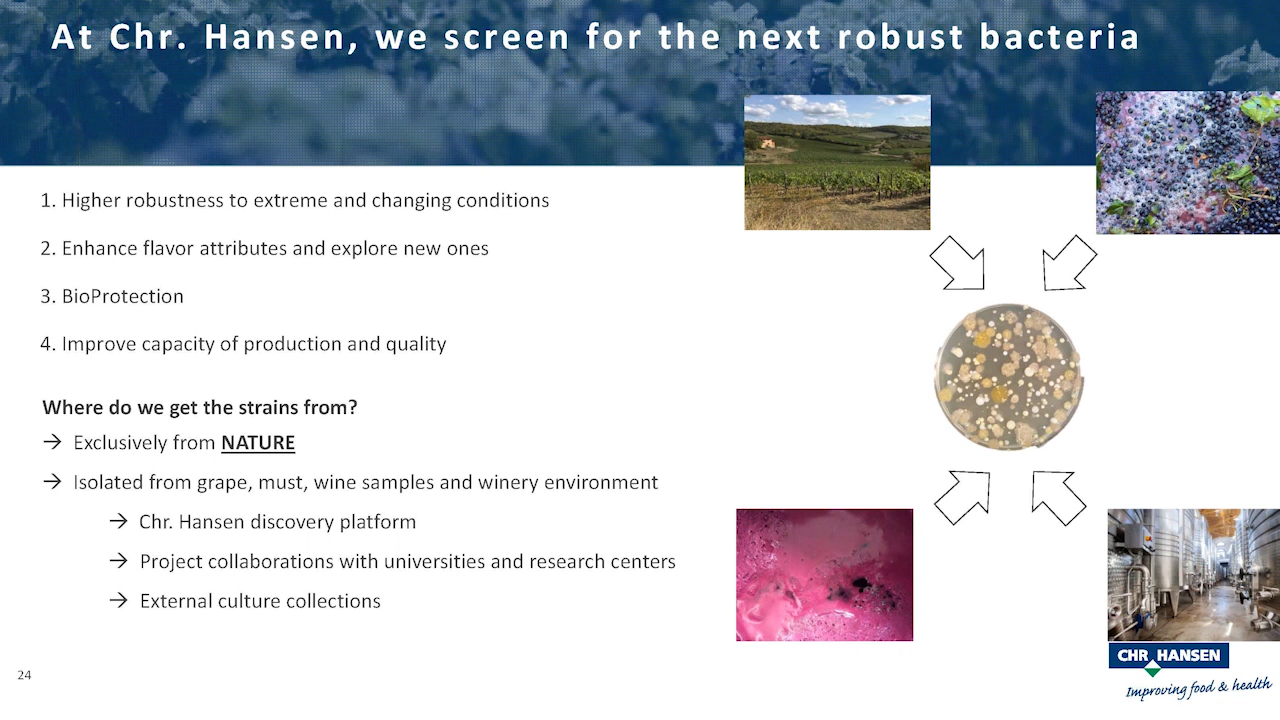 At Chr. Hansen, we screen for the next robust bacteria
1. Higher robustness to extreme and changing conditions
2. Enhance flavor attributes and explore new ones
3. BioProtection
4. Improve capacity of production and quality
Where do we get the strains from?
→ Exclusively from NATURE
→ Isolated from grape, must, wine samples and winery environment
→ Chr. Hansen discovery platform
→ Project collaborations with universities and research centers
→ External culture collections
24
CHR HANSEN
Improving food & health